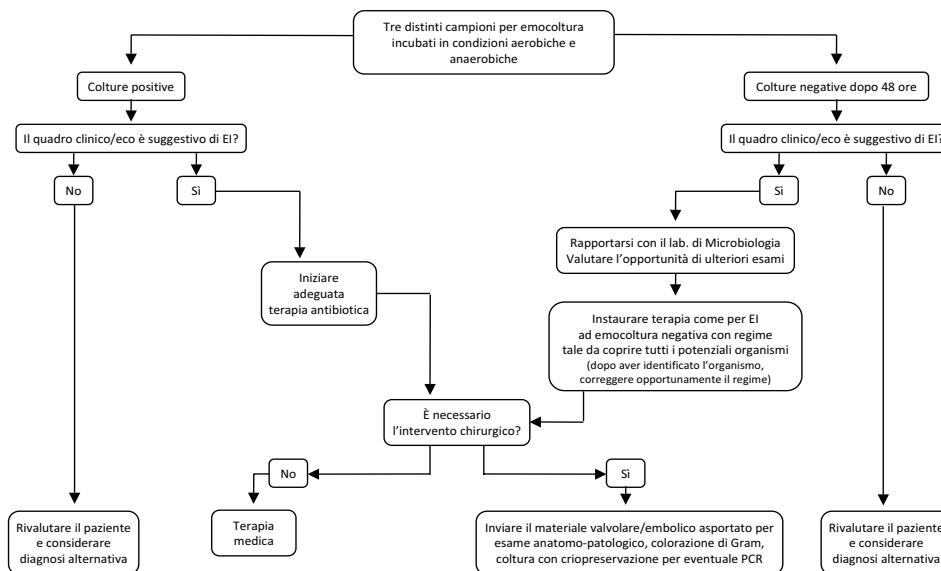 Tre distinti campioni per emocoltura
incubati in condizioni aerobiche e
anaerobiche
Colture positive
Colture negative dopo 48 ore
Il quadro clinico/eco è suggestivo di EI?
Il quadro clinico/eco è suggestivo di EI?
No
Sì
Sì
No
Rapportarsi con il lab. di Microbiologia
Valutare l’opportunità di ulteriori esami
Iniziare
adeguata
terapia antibiotica
Instaurare terapia come per EI
ad emocoltura negativa con regime
tale da coprire tutti i potenziali organismi
(dopo aver identificato l’organismo,
correggere opportunamente il regime)
È necessario
l’intervento chirurgico?
No
Sì
Rivalutare il paziente
e considerare
diagnosi alternativa
Terapia
medica
Inviare il materiale valvolare/embolico asportato per
esame anatomo-patologico, colorazione di Gram,
coltura con criopreservazione per eventuale PCR
Rivalutare il paziente
e considerare
diagnosi alternativa